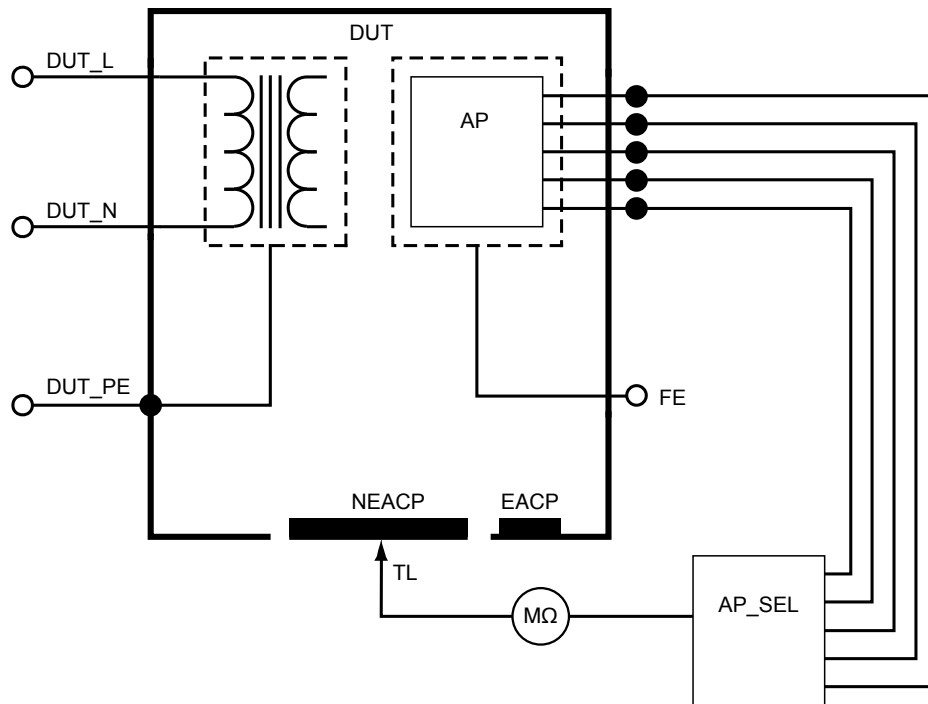 DUT
DUT_L
AP
DUT_N
DUT_PE
FE
NEACP
EACP
TL
MΩ
AP_SEL